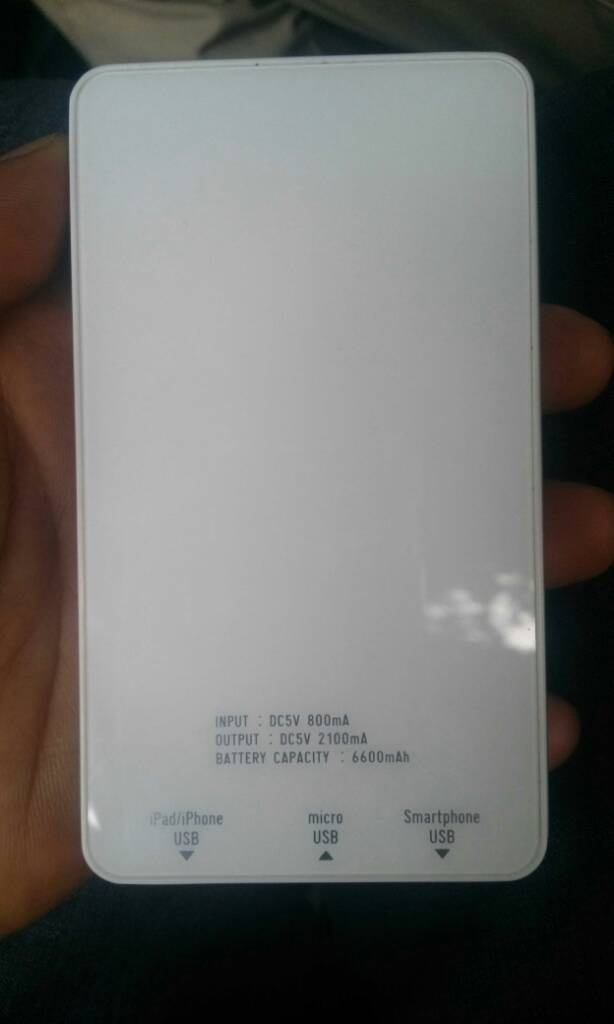 INPUT : DC5V 800mA
OUTPUT : DC5V 2100mA
BATTERY CAPACITY : 6600mAh
iPad/iPhone USB
micro USB
Smartphone USB